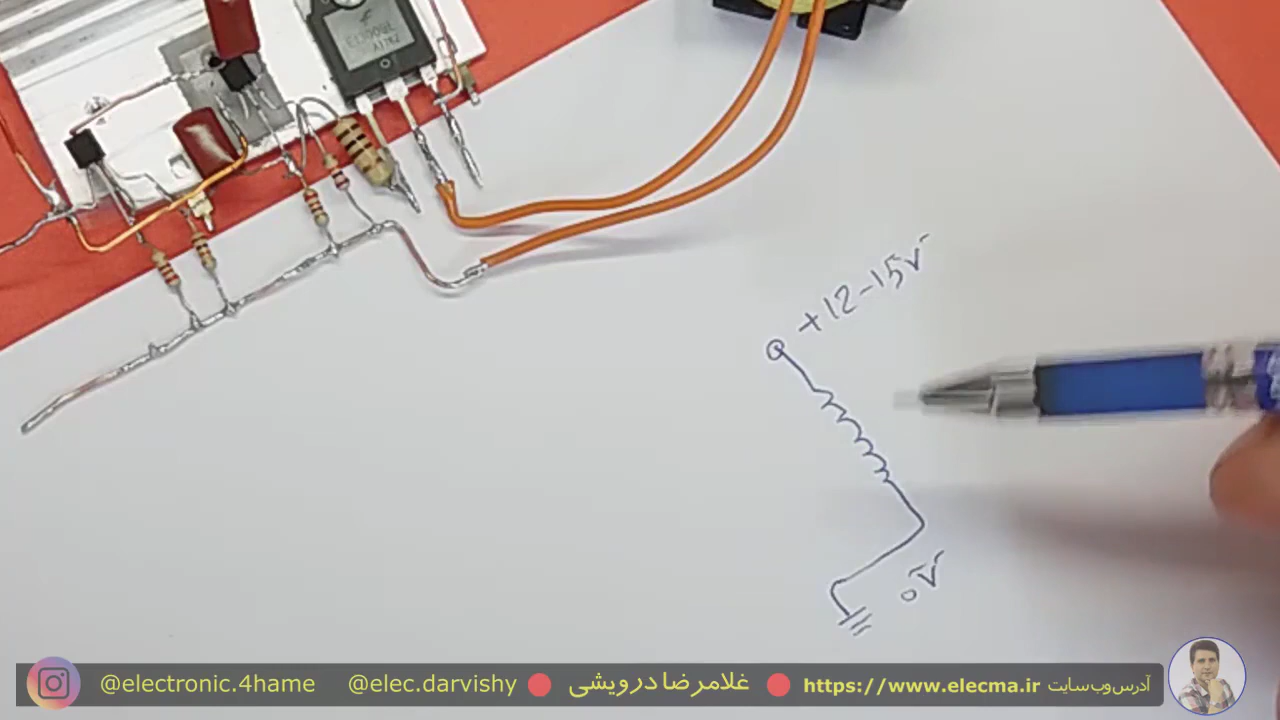 +12-15V
0V
@electronic.4hame @elec.darvishy غلامرضا درویشی https://www.elecma.ir آدرس وب سایت